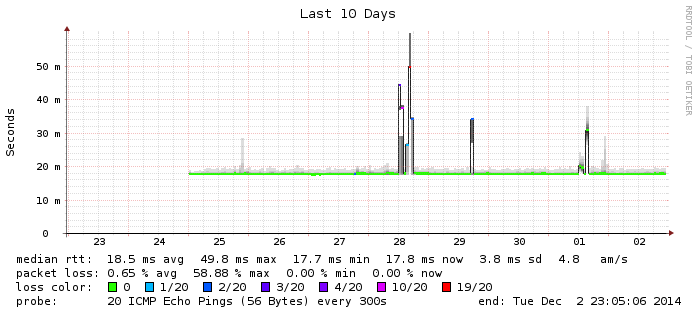 Last 10 Days
RRDTOOL / TOBI OETIKER
Seconds
50 m
40 m
30 m
20 m
10 m
0
23 24 25 26 27 28 29 30 01 02
median rtt: 18.5 ms avg 49.8 ms max 17.7 ms min 17.8 ms now 3.8 ms sd 4.8 am/s
packet loss: 0.65 % avg 58.88 % max 0.00 % min 0.00 % now
loss color: 0 1/20 2/20 3/20 4/20 10/20 19/20
probe: 20 ICMP Echo Pings (56 Bytes) every 300s end: Tue Dec 2 23:05:06 2014